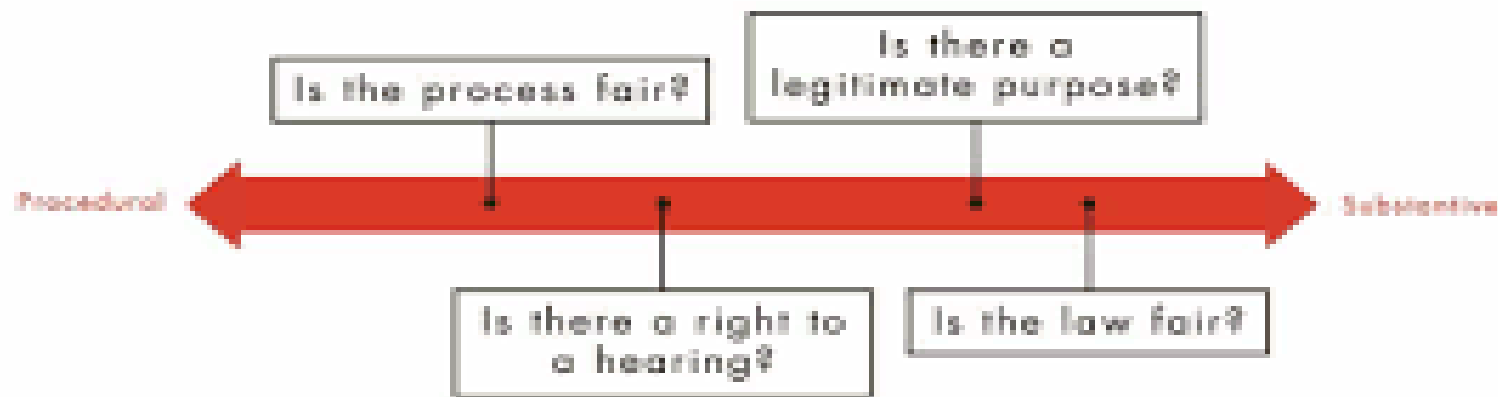 Is the process fair?
Is there a
legitimate purpose?
Procedural
Substantive
Is there a right to
a hearing?
Is the law fair?